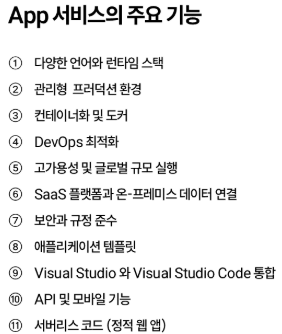 App 서비스의 주요 기능
① 다양한 언어와 런타임 스택
② 관리형 프러덕션 환경
③ 컨테이너화 및 도커
④ DevOps 최적화
⑤ 고가용성 및 글로벌 규모 실행
⑥ SaaS 플랫폼과 온-프레미스 데이터 연결
⑦ 보안과 규정 준수
⑧ 애플리케이션 템플릿
⑨ Visual Studio 와 Visual Studio Code 통합
⑩ API 및 모바일 기능
⑪ 서버리스 코드 (정적 웹 앱)